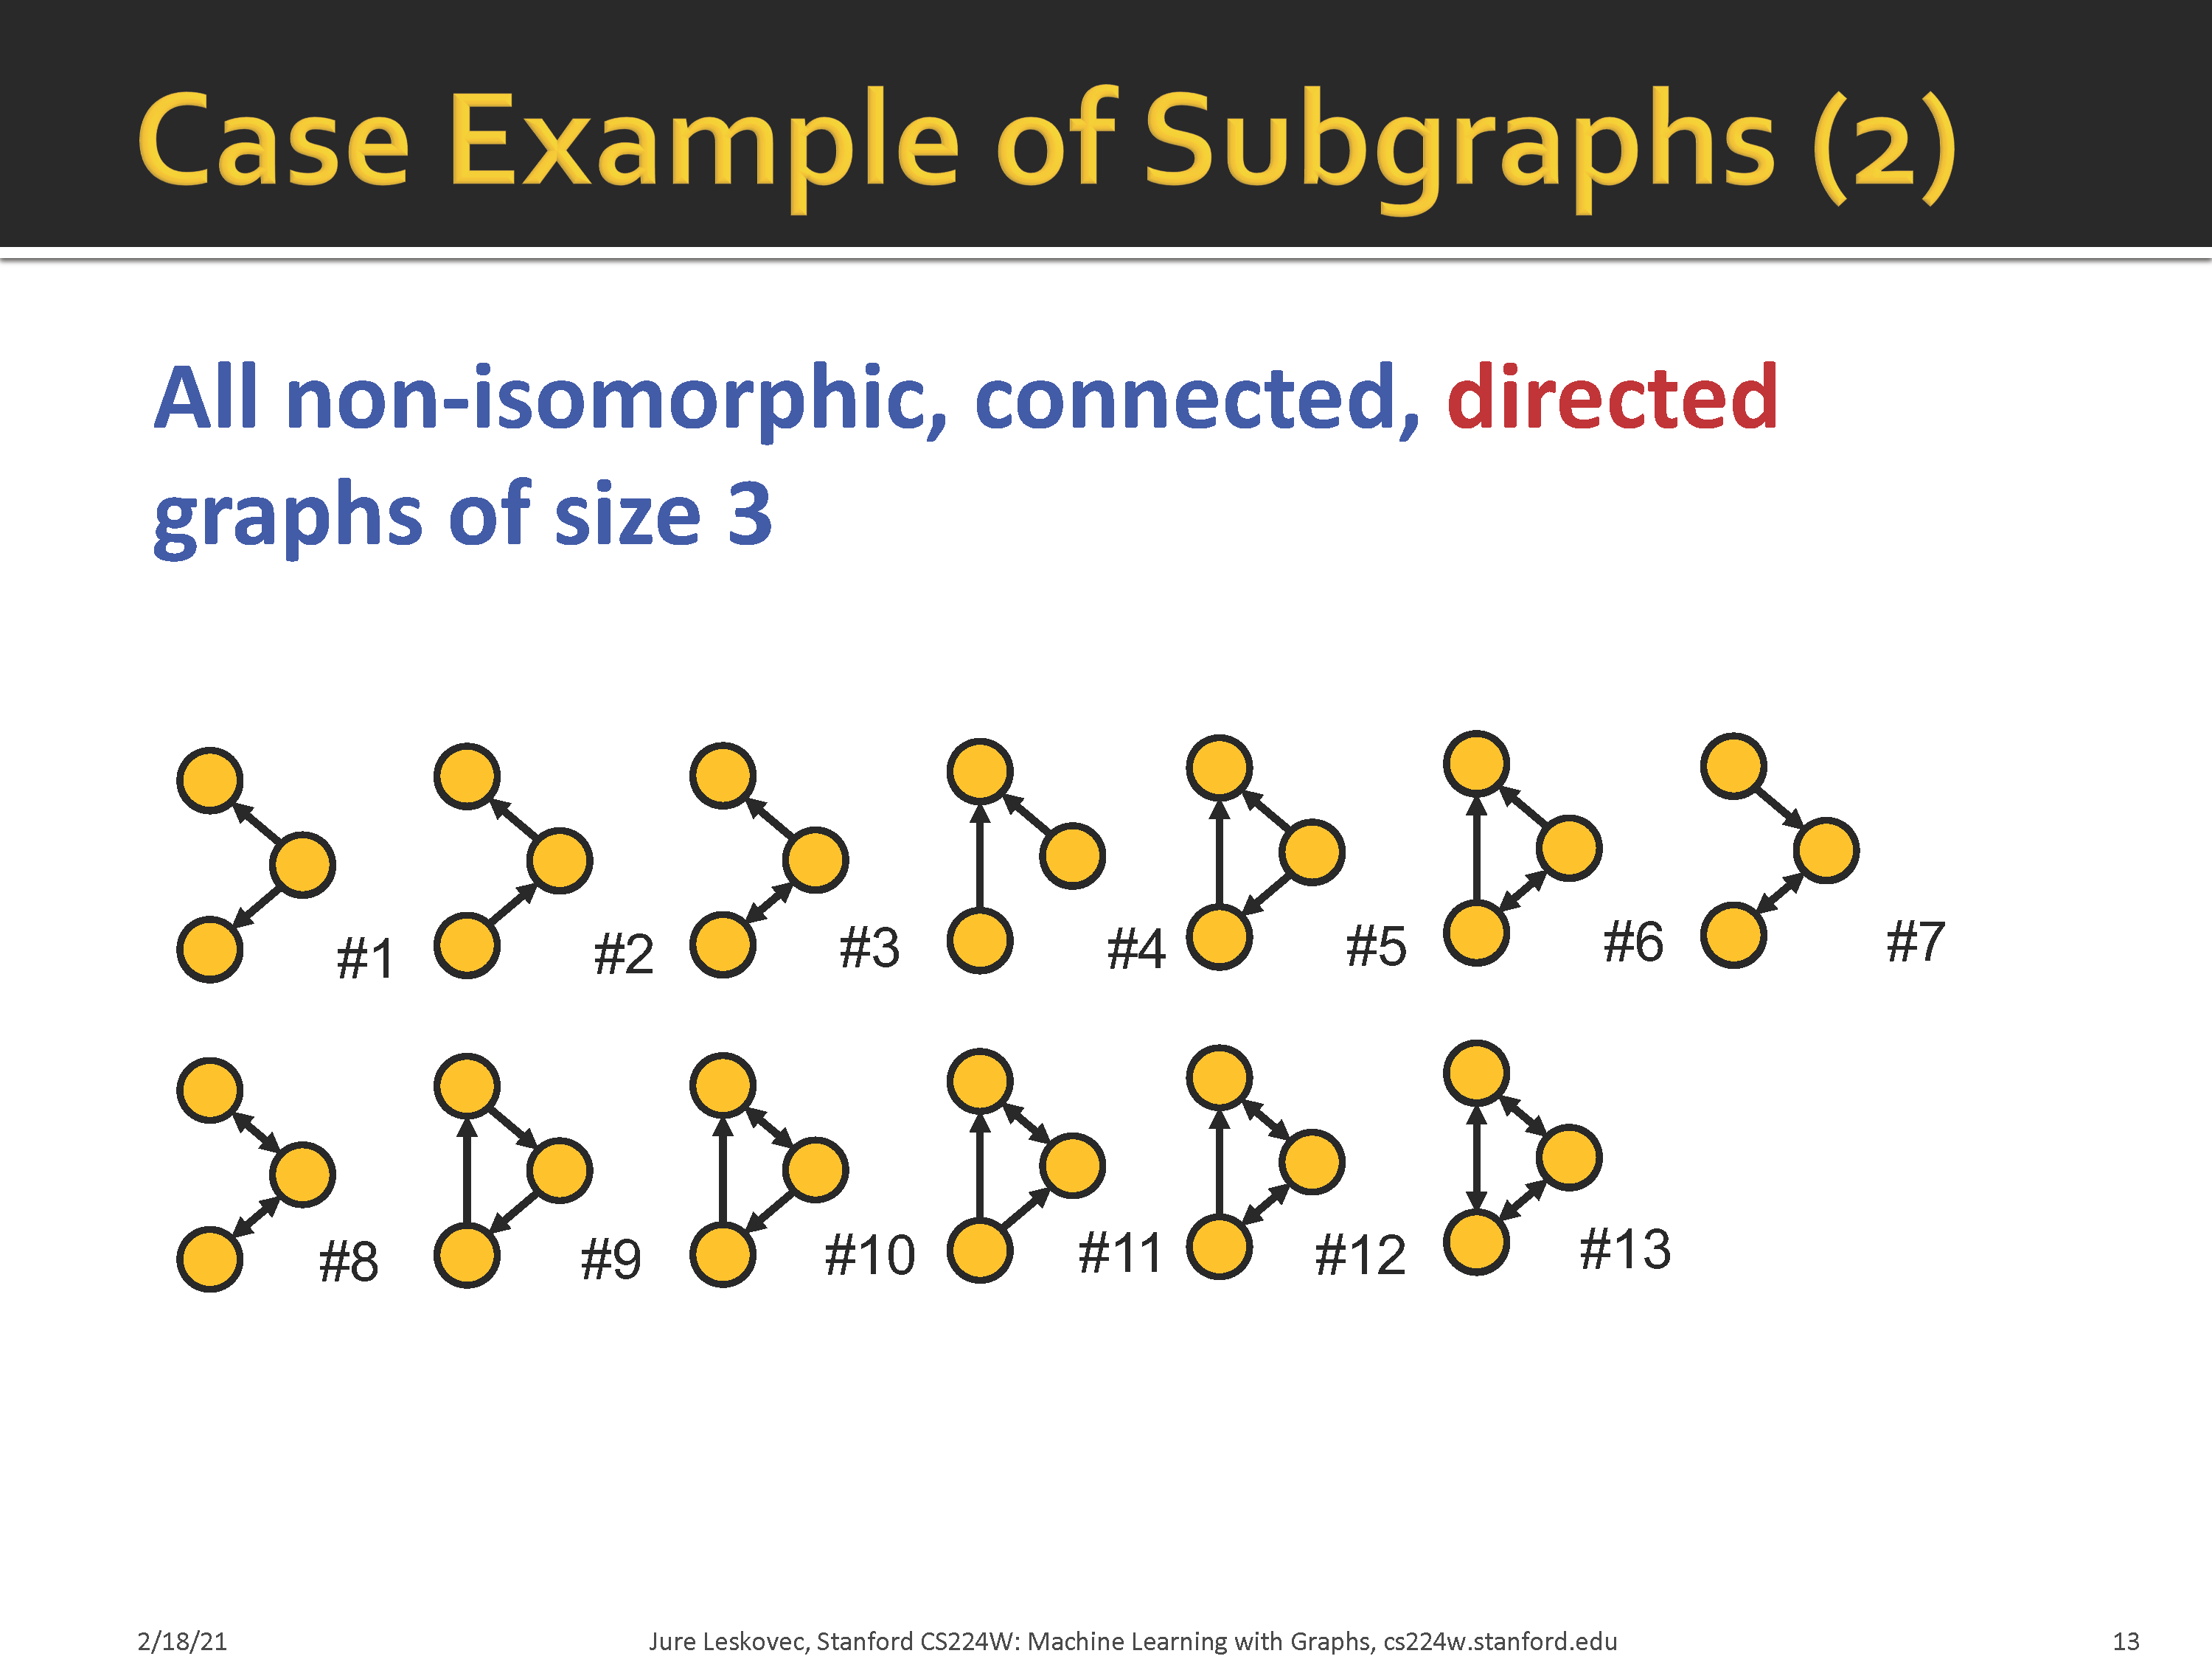 Case Example of Subgraphs (2)
All non-isomorphic, connected, directed
graphs of size 3
#1 #2 #3 #4 #5 #6 #7
#8 #9 #10 #11 #12 #13
2/18/21 Jure Leskovec, Stanford CS224W: Machine Learning with Graphs, cs224w.stanford.edu 13